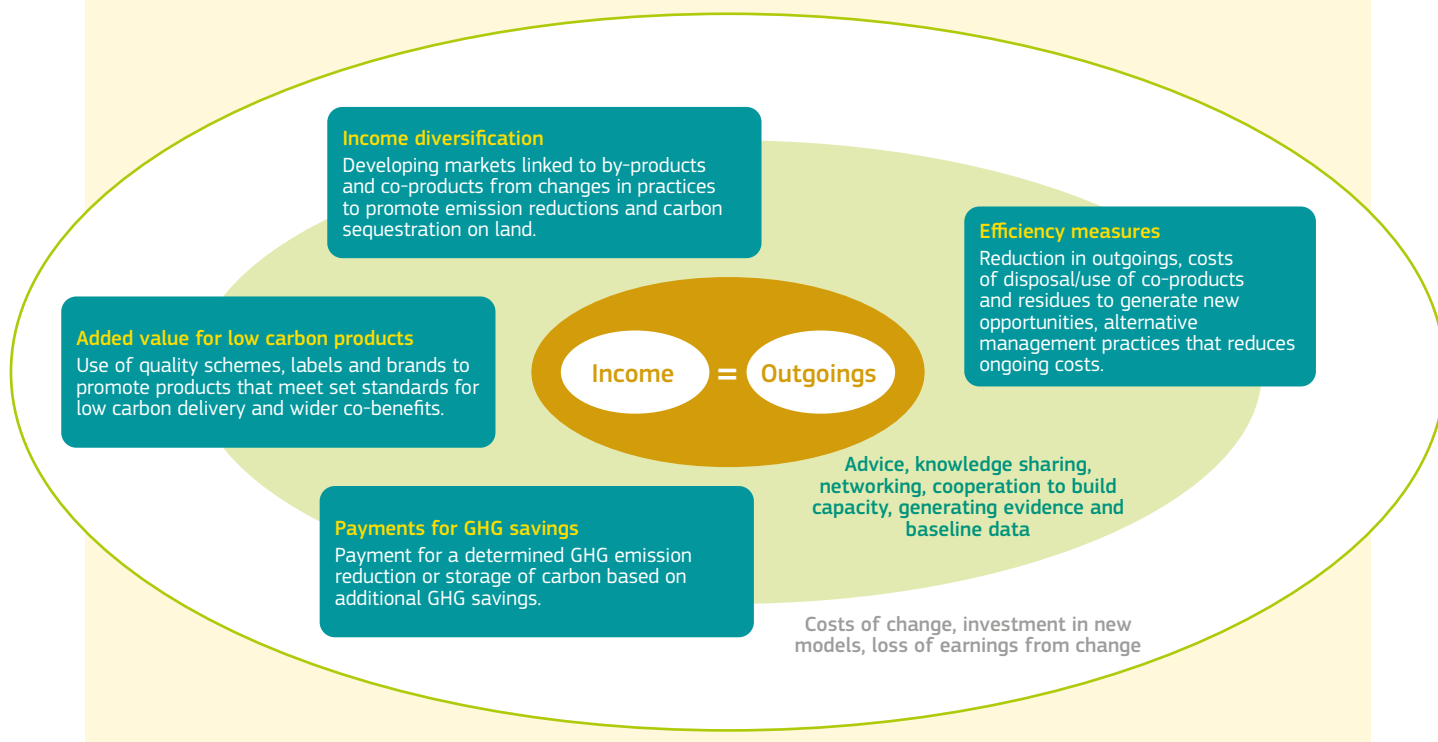 Income diversification
Developing markets linked to by-products
and co-products from changes in practices
to promote emission reductions and carbon
sequestration on land.
Efficiency measures
Reduction in outgoings, costs
of disposal/use of co-products
and residues to generate new
opportunities, alternative
management practices that reduces
ongoing costs.
Added value for low carbon products
Use of quality schemes, labels and brands to
promote products that meet set standards for
low carbon delivery and wider co-benefits.
Income = Outgoings
Advice, knowledge sharing,
networking, cooperation to build
capacity, generating evidence and
baseline data
Payments for GHG savings
Payment for a determined GHG emission
reduction or storage of carbon based on
additional GHG savings.
Costs of change, investment in new
models, loss of earnings from change